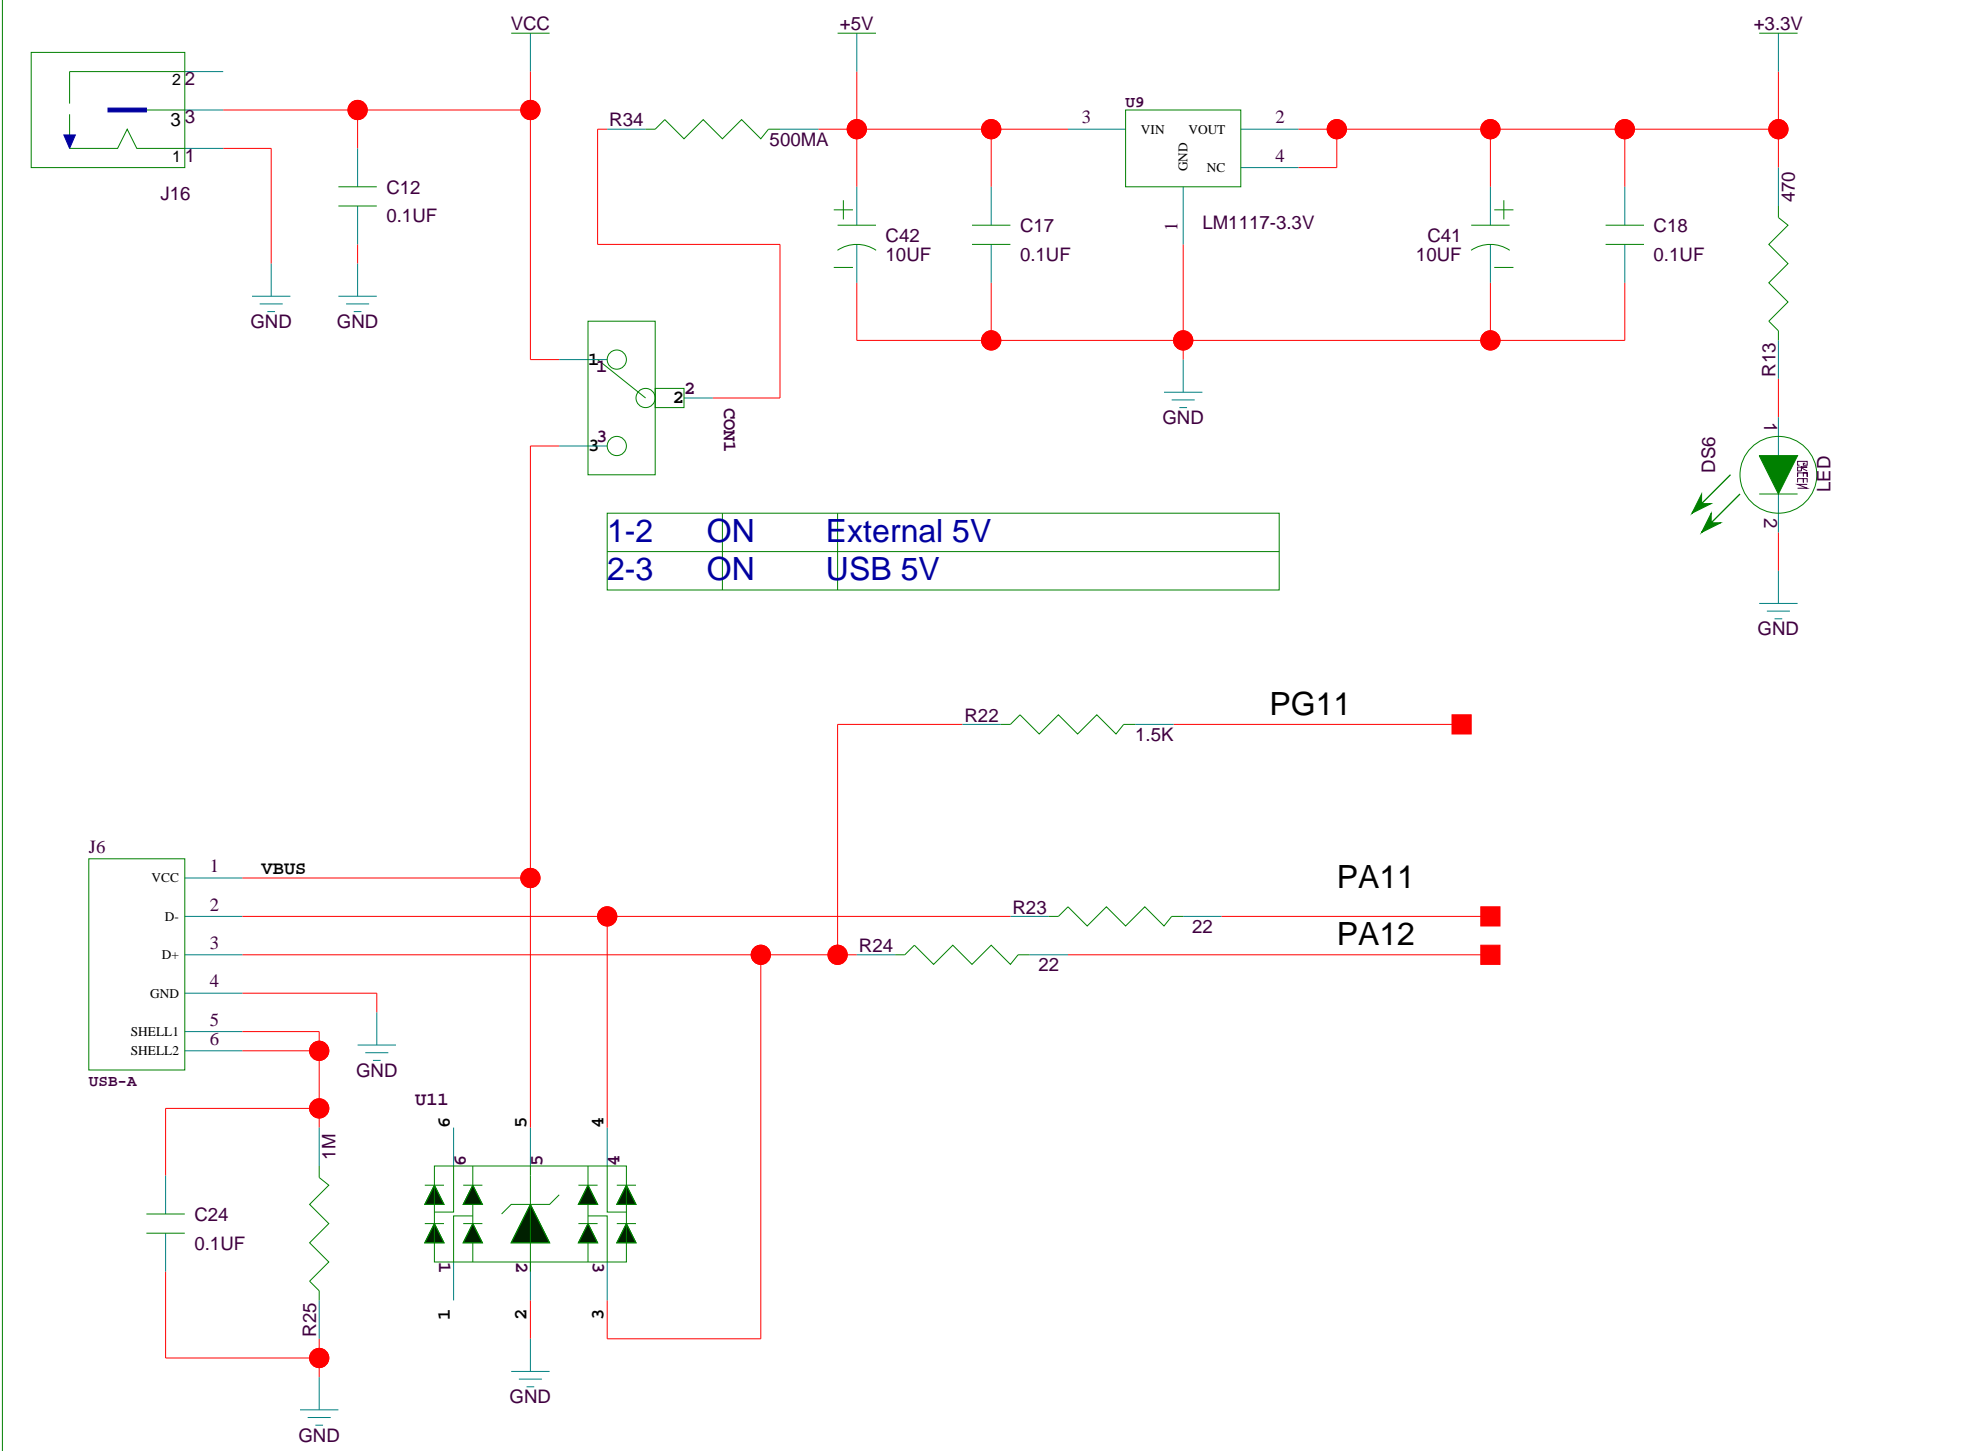 VCC
+5V
+3.3V
2 2
3 3
1 1
J16
C12
0.1UF
GND
GND
R34
500MA
U9
3
VIN
VOUT
2
GND
NC
4
1
LM1117-3.3V
C42
10UF
C17
0.1UF
C41
10UF
C18
0.1UF
GND
470
R13
1
DS6
GREEN
LED
2
GND
1 1
2 2
3 3
CON1
1-2 ON External 5V
2-3 ON USB 5V
R22
1.5K
PG11
J6
VCC 1 VBUS
D- 2
D+ 3
GND 4
SHELL1 5
SHELL2 6
USB-A
GND
R23
22
PA11
R24
22
PA12
U11
6 5 4
6 5 4
1 2 3
1 2 3
GND
1M
R25
C24
0.1UF
GND